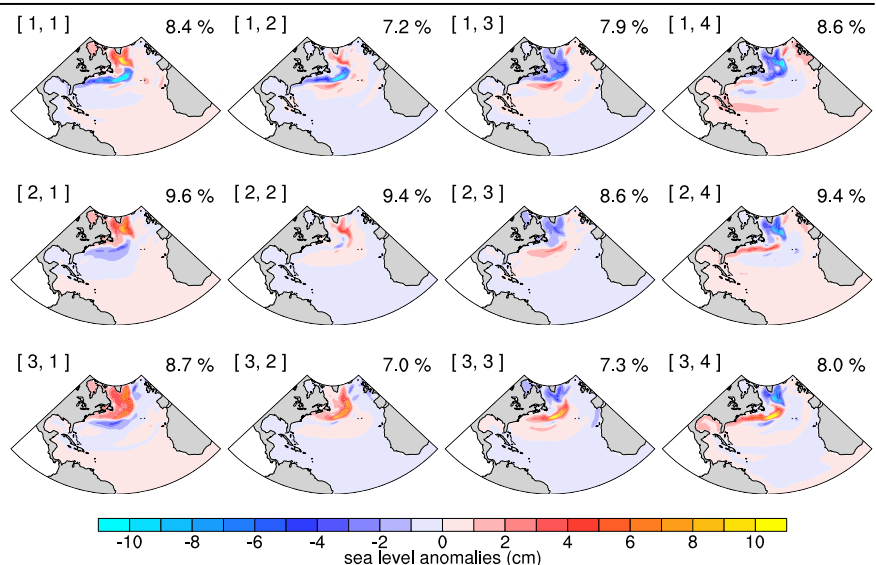 [ 1, 1 ] 8.4 % [ 1, 2 ] 7.2 % [ 1, 3 ] 7.9 % [ 1, 4 ] 8.6 %
[ 2, 1 ] 9.6 % [ 2, 2 ] 9.4 % [ 2, 3 ] 8.6 % [ 2, 4 ] 9.4 %
[ 3, 1 ] 8.7 % [ 3, 2 ] 7.0 % [ 3, 3 ] 7.3 % [ 3, 4 ] 8.0 %
-10 -8 -6 -4 -2 0 2 4 6 8 10
sea level anomalies (cm)